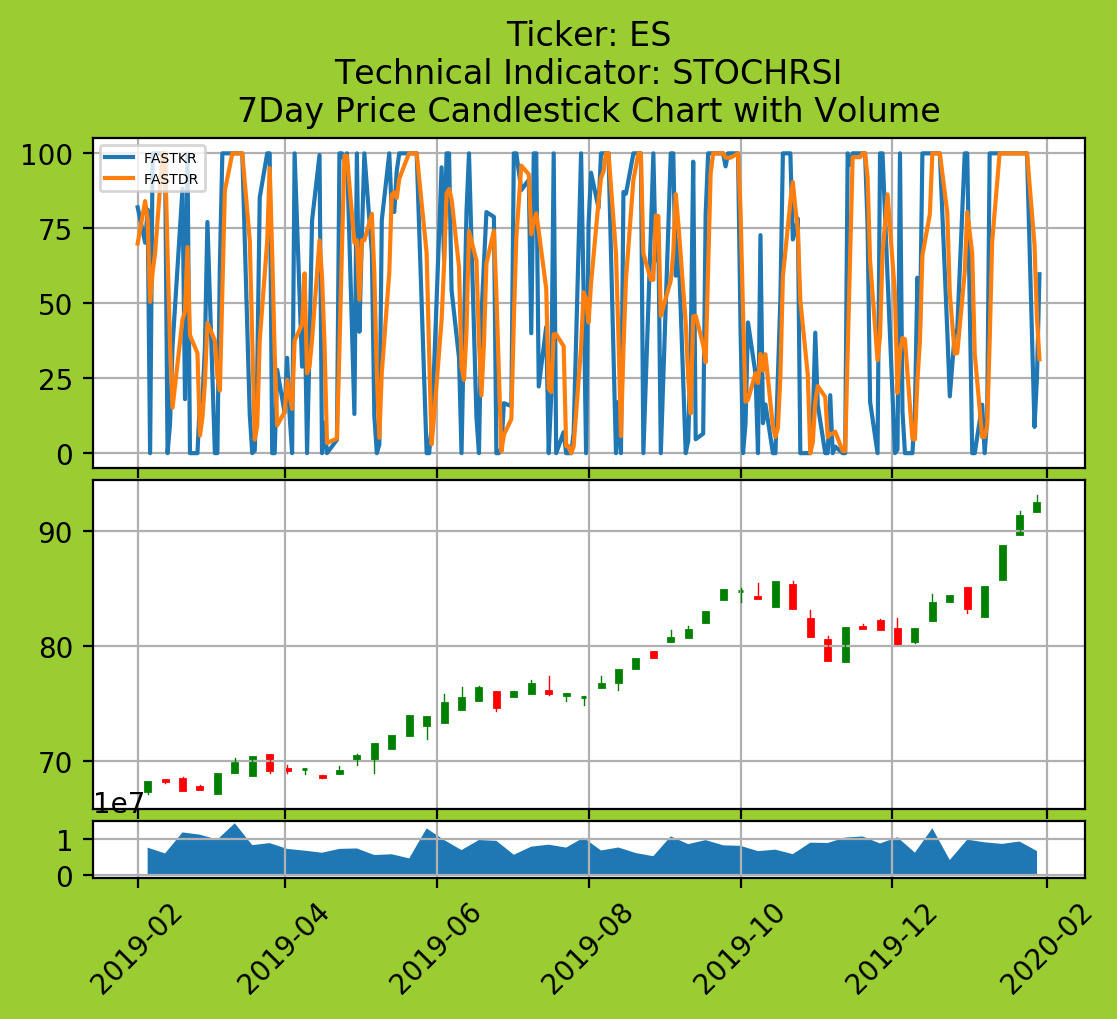 Ticker: ES
Technical Indicator: STOCHRSI
7Day Price Candlestick Chart with Volume
100
75
50
25
0
FASTKR
FASTDR
90
80
70
1e7
1
0
2019-02
2019-04
2019-06
2019-08
2019-10
2019-12
2020-02